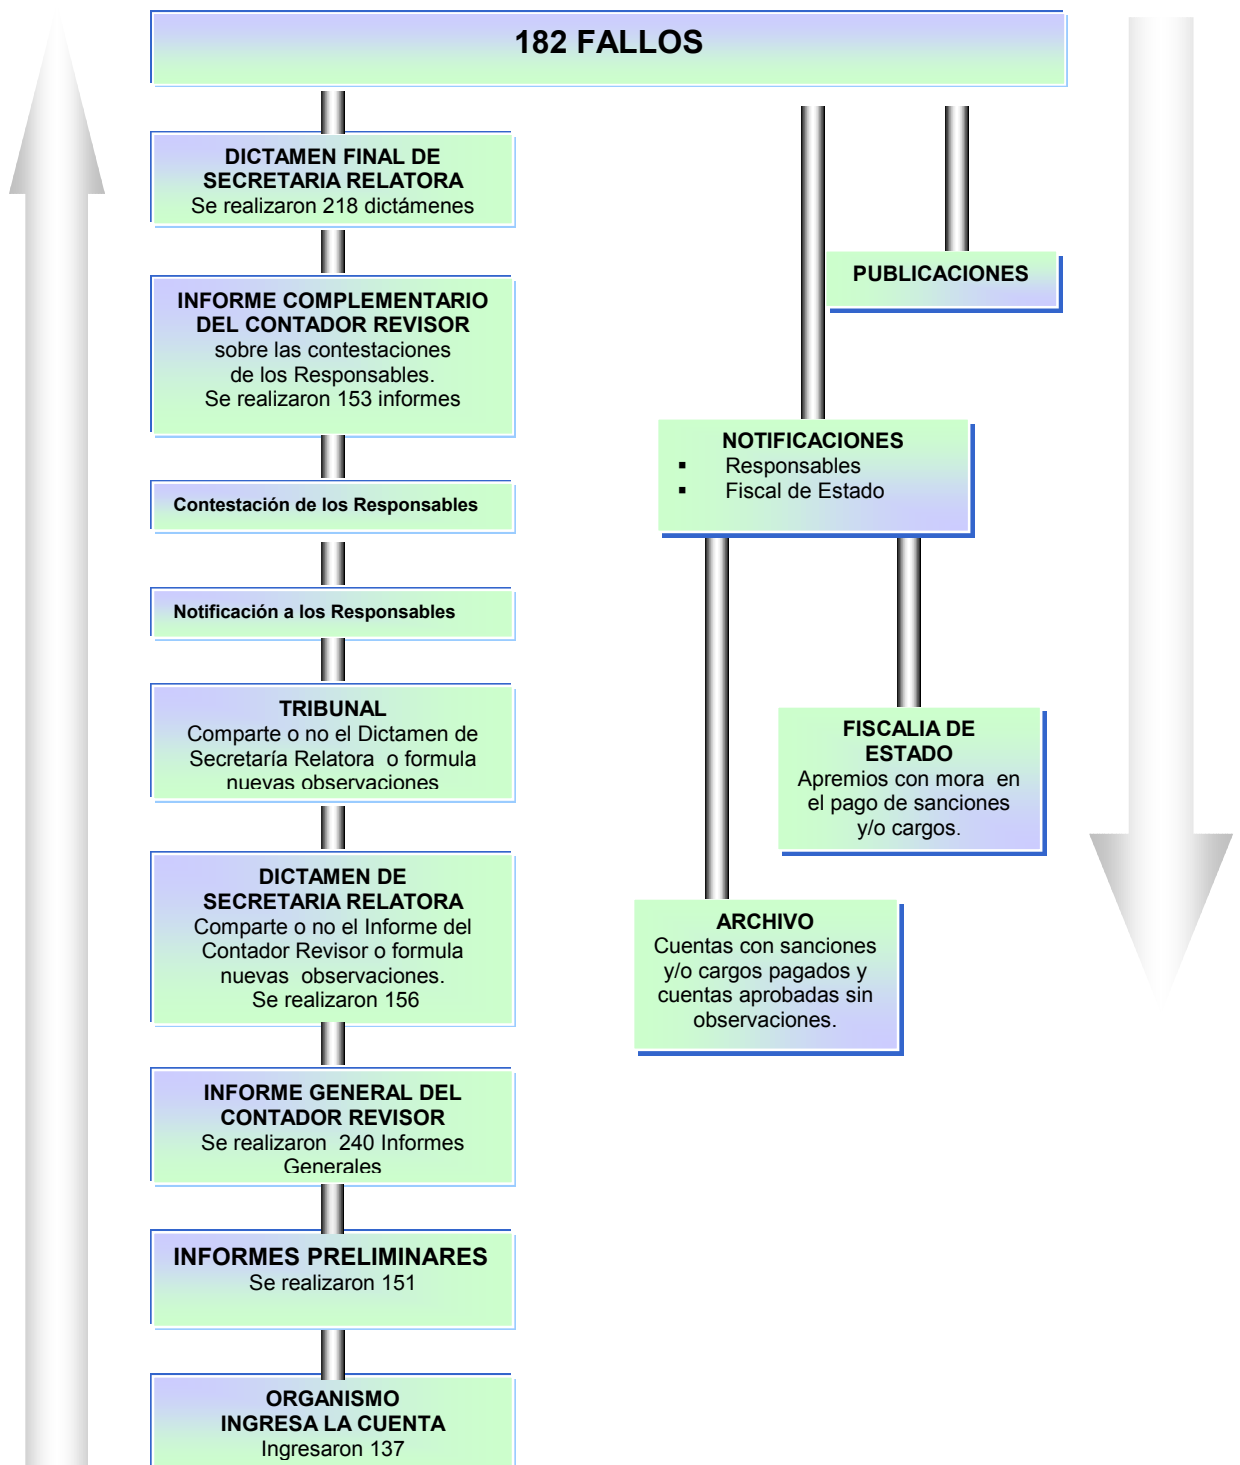 182 FALLOS
DICTAMEN FINAL DE
SECRETARIA RELATORA
Se realizaron 218 dictámenes
INFORME COMPLEMENTARIO
DEL CONTADOR REVISOR
sobre las contestaciones
de los Responsables.
Se realizaron 153 informes
Contestación de los Responsables
Notificación a los Responsables
TRIBUNAL
Comparte o no el Dictamen de
Secretaría Relatora o formula
nuevas observaciones
DICTAMEN DE
SECRETARIA RELATORA
Comparte o no el Informe del
Contador Revisor o formula
nuevas observaciones.
Se realizaron 156
INFORME GENERAL DEL
CONTADOR REVISOR
Se realizaron 240 Informes
Generales
INFORMES PRELIMINARES
Se realizaron 151
ORGANISMO
INGRESA LA CUENTA
Ingresaron 137
PUBLICACIONES
NOTIFICACIONES
▪ Responsables
▪ Fiscal de Estado
FISCALIA DE
ESTADO
Apremios con mora en
el pago de sanciones
y/o cargos.
ARCHIVO
Cuentas con sanciones
y/o cargos pagados y
cuentas aprobadas sin
observaciones.